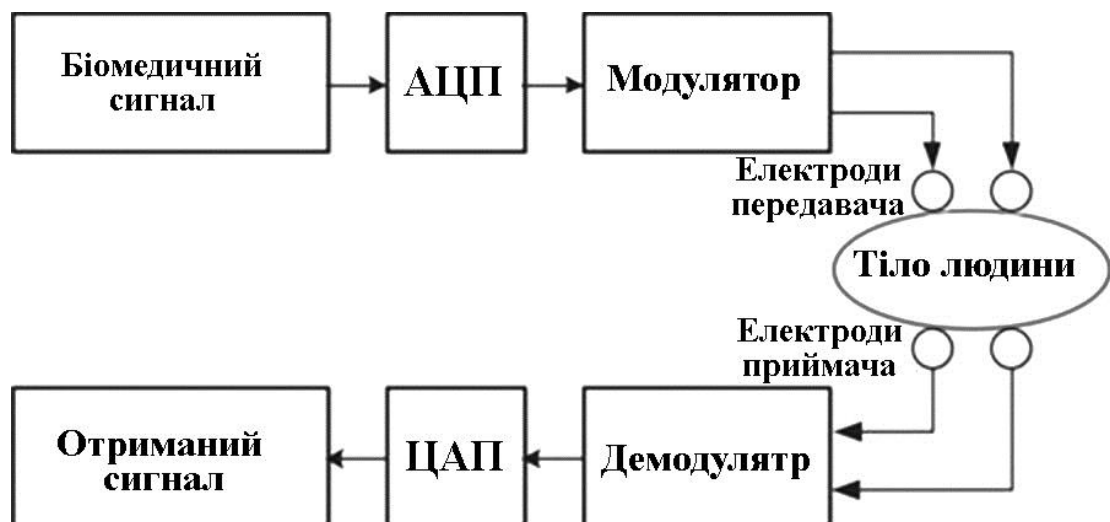 Біомедичний
сигнал
АЦП
Модулятор
Електроди
передавача
Тіло людини
Електроди
приймача
Отриманий
сигнал
ЦАП
Демодулятр